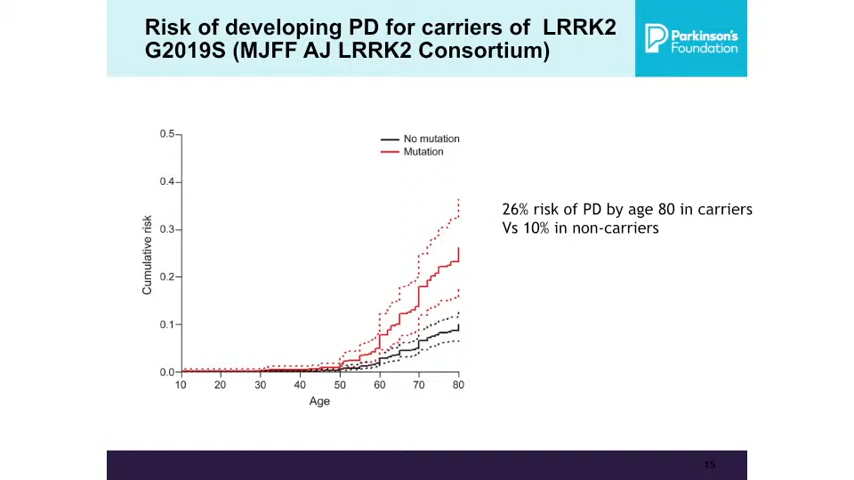 Risk of developing PD for carriers of LRRK2
G2019S (MJFF AJ LRRK2 Consortium)
Parkinson's
Foundation
0.5
No mutation
Mutation
0.4
0.3
26% risk of PD by age 80 in carriers
Vs 10% in non-carriers
Cumulative risk
0.2
0.1
0.0
10 20 30 40 50 60 70 80
Age
15